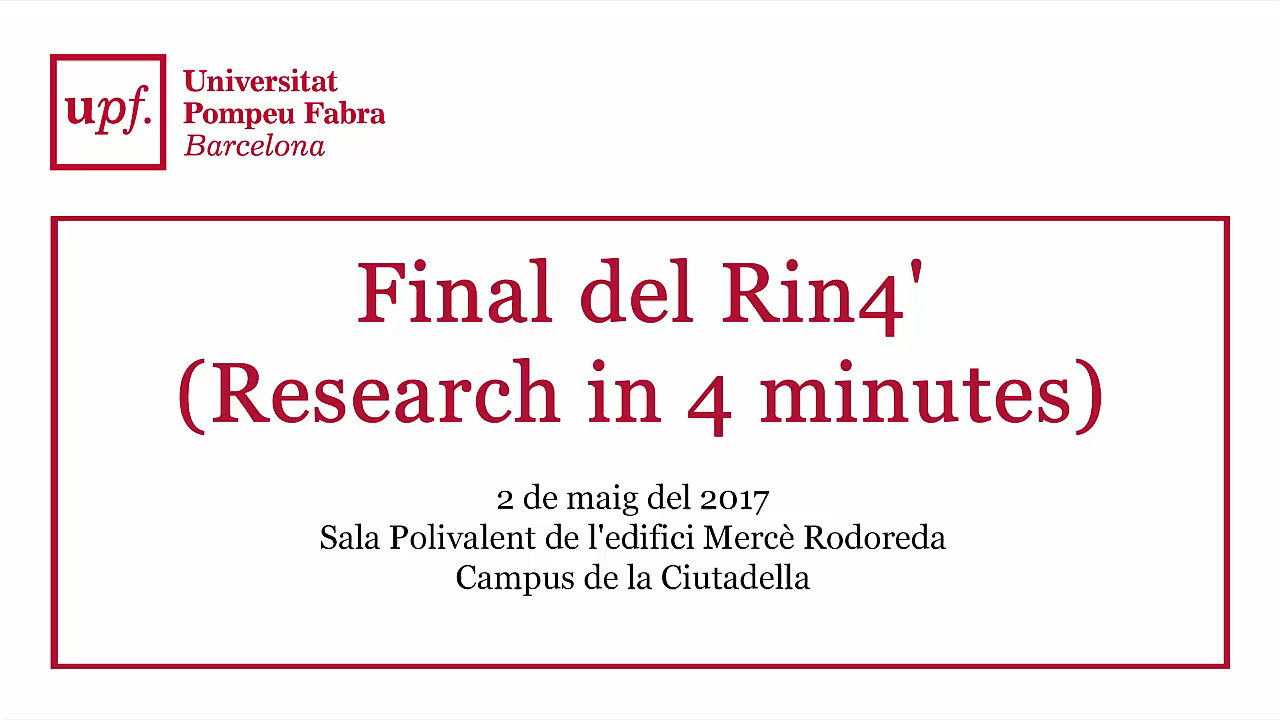 upf.
Universitat
Pompeu Fabra
Barcelona
Final del Rin4'
(Research in 4 minutes)
2 de maig del 2017
Sala Polivalent de l'edifici Mercè Rodoreda
Campus de la Ciutadella